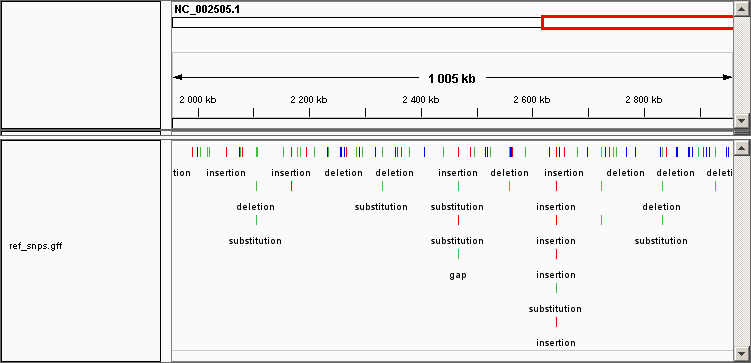 NC_002505.1
1 005 kb
2 000 kb 2 200 kb 2 400 kb 2 600 kb 2 800 kb
tion insertion insertion deletion deletion insertion deletion insertion deletion deletion deleti
deletion substitution substitution insertion deletion
substitution substitution insertion substitution
ref_snps.gff
gap insertion
substitution
insertion